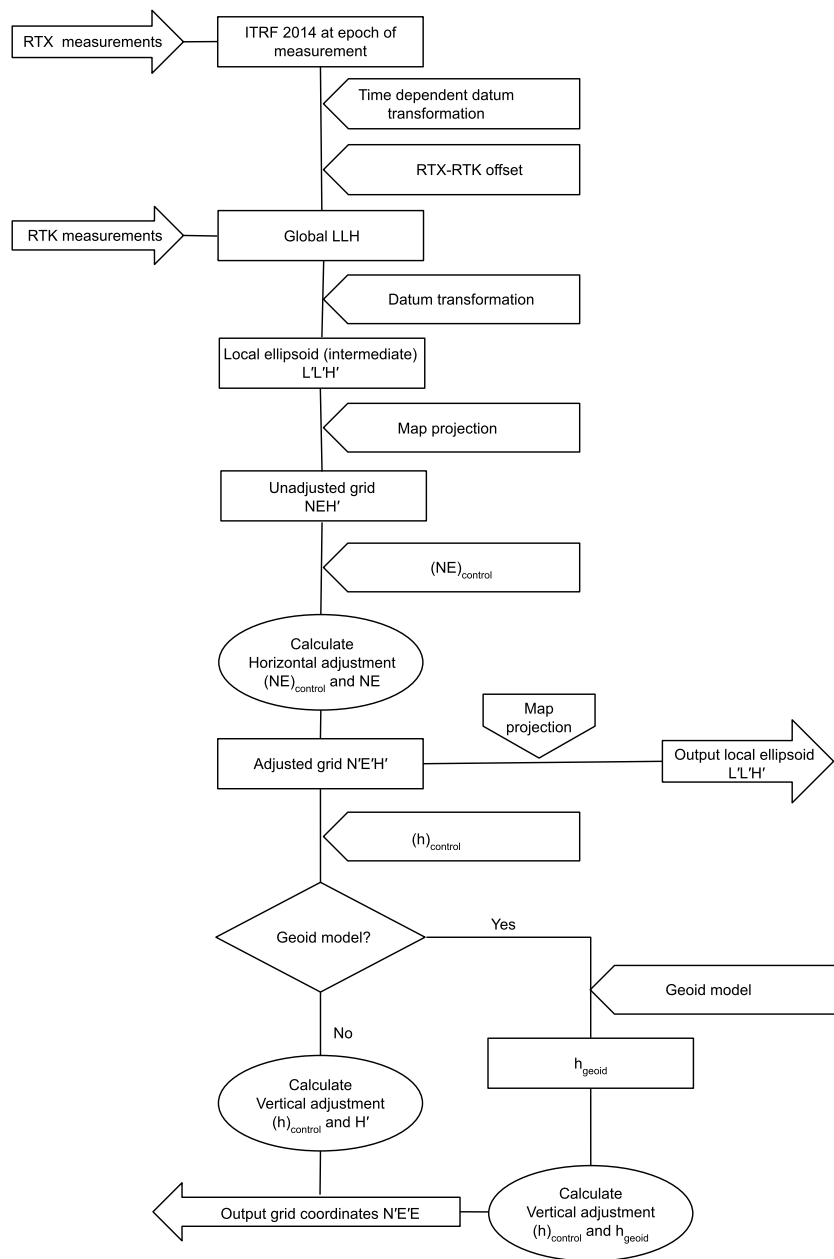 RTX measurements
ITRF 2014 at epoch of
measurement
Time dependent datum
transformation
RTX-RTK offset
RTK measurements
Global LLH
Datum transformation
Local ellipsoid (intermediate)
L′L′H′
Map projection
Unadjusted grid
NEH′
(NE)control
Calculate
Horizontal adjustment
(NE)control and NE
Map
projection
Adjusted grid N′E′H′
Output local ellipsoid
L′L′H′
(h)control
Geoid model?
Yes
Geoid model
No
hgeoid
Calculate
Vertical adjustment
(h)control and H′
Output grid coordinates N′E′E
Calculate
Vertical adjustment
(h)control and hgeoid